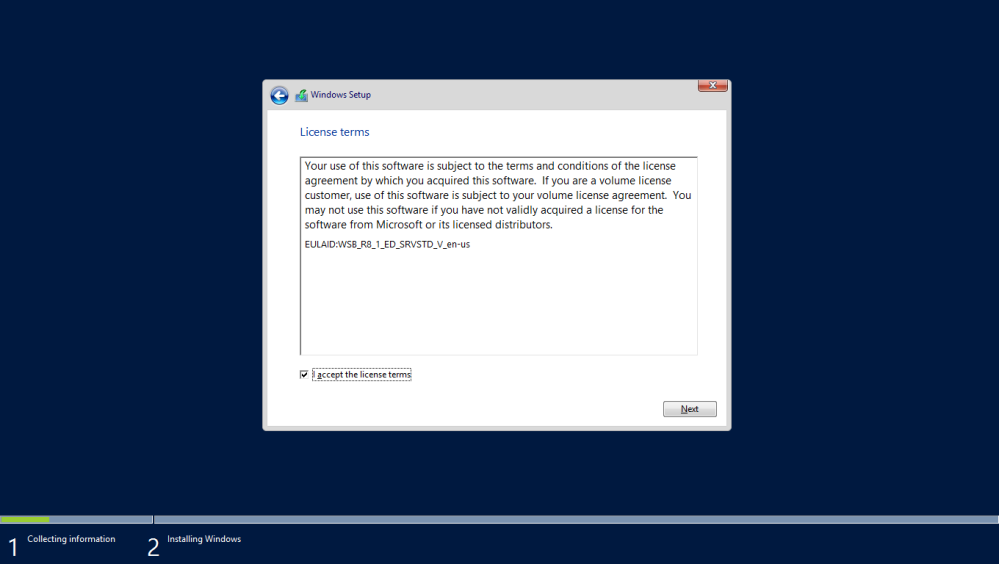 Windows Setup
License terms
Your use of this software is subject to the terms and conditions of the license
agreement by which you acquired this software.  If you are a volume license
customer, use of this software is subject to your volume license agreement.  You
may not use this software if you have not validly acquired a license for the
software from Microsoft or its licensed distributors.
EULAID:WSB_R8_1_ED_SRVSTD_V_en-us
I accept the license terms
Next
1 Collecting information
2 Installing Windows